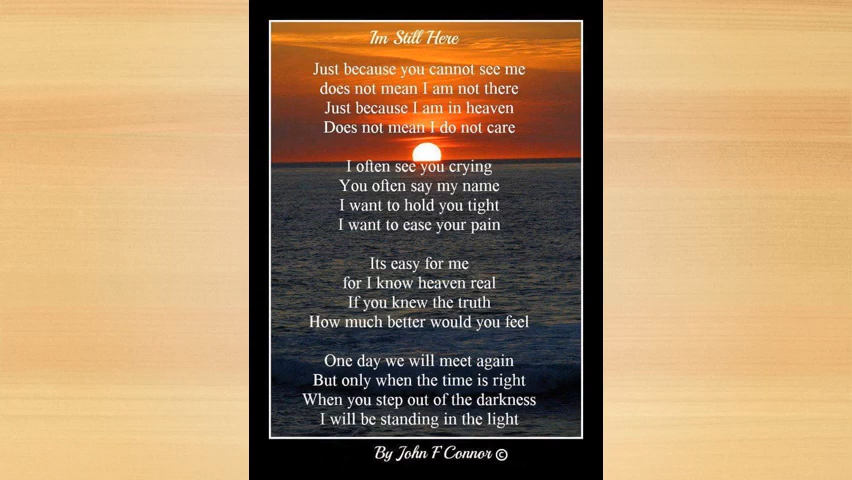 Im Still Here
Just because you cannot see me
does not mean I am not there
Just because I am in heaven
Does not mean I do not care
I often see you crying
You often say my name
I want to hold you tight
I want to ease your pain
Its easy for me
for I know heaven real
If you knew the truth
How much better would you feel
One day we will meet again
But only when the time is right
When you step out of the darkness
I will be standing in the light
By John F Connor ©